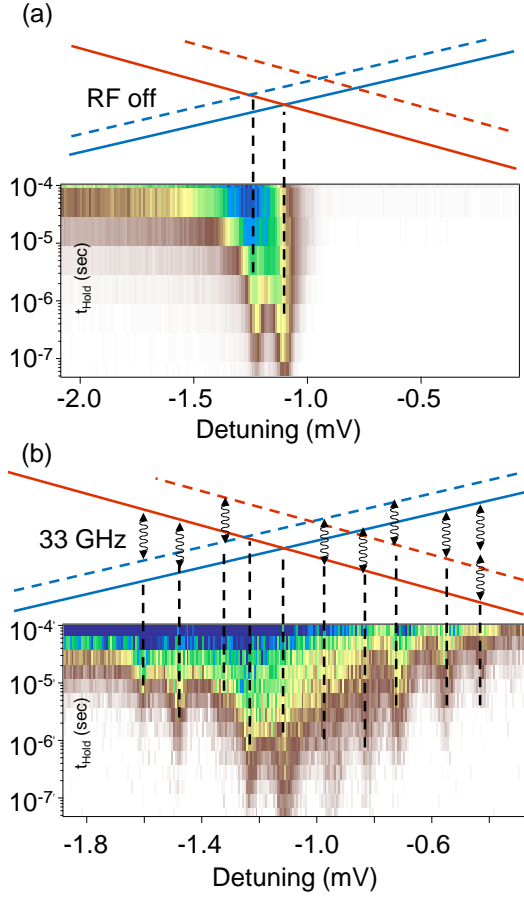 (a)
RF off
10-4
10-5
10-6
10-7
tHold (sec)
-2.0
-1.5
-1.0
-0.5
Detuning (mV)
(b)
33 GHz
10-4
10-5
10-6
10-7
tHold (sec)
-1.8
-1.4
-1.0
-0.6
Detuning (mV)